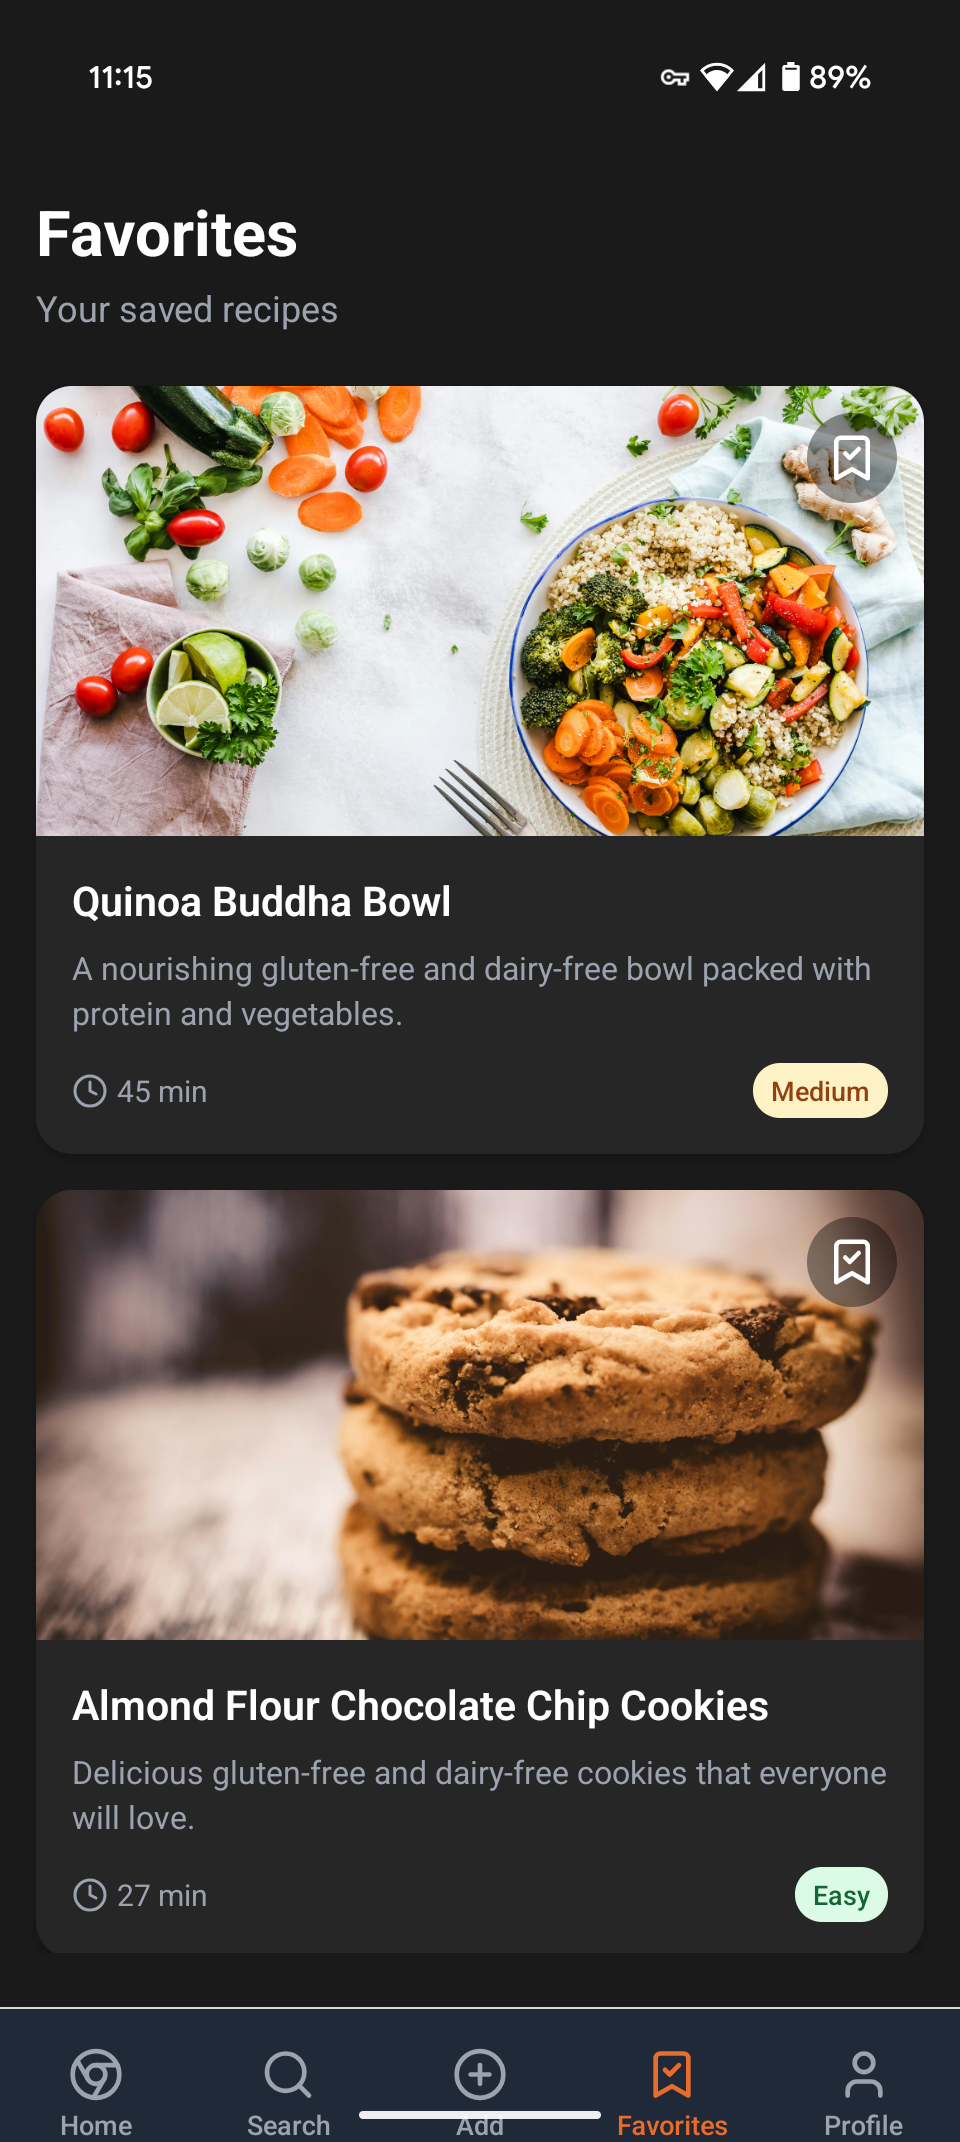 11:15
89%
Favorites
Your saved recipes
Quinoa Buddha Bowl
A nourishing gluten-free and dairy-free bowl packed with
protein and vegetables.
45 min
Medium
Almond Flour Chocolate Chip Cookies
Delicious gluten-free and dairy-free cookies that everyone
will love.
27 min
Easy
Home
Search
Add
Favorites
Profile